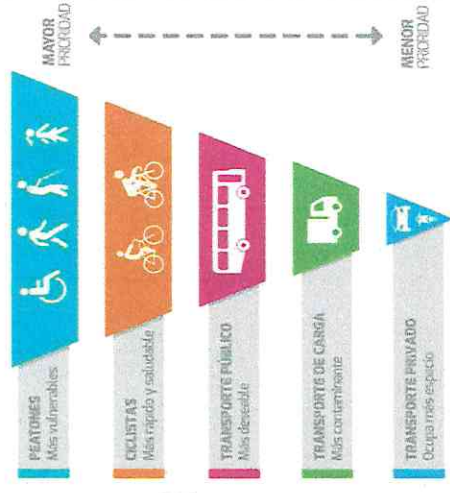 MAYOR
PRIORIDAD
PEATONES
Más vulnerables
CICLISTAS
Más rápido y saludable
TRANSPORTE PÚBLICO
Más deseable
TRANSPORTE DE CARGA
Más contaminante
TRANSPORTE PRIVADO
Ocupa más espacio
MENOR
PRIORIDAD